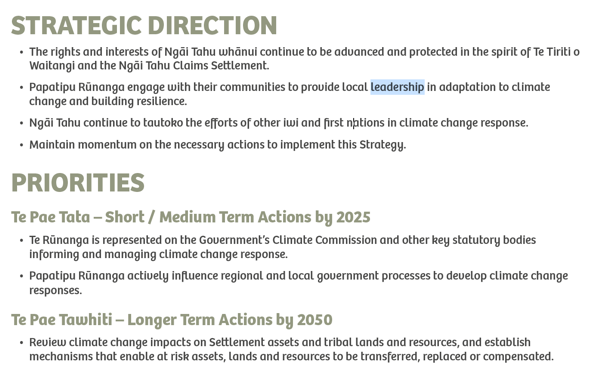 STRATEGIC DIRECTION
• The rights and interests of Ngāi Tahu whānui continue to be advanced and protected in the spirit of Te Tiriti o
Waitangi and the Ngāi Tahu Claims Settlement.
• Papatipu Rūnanga engage with their communities to provide local leadership in adaptation to climate
change and building resilience.
• Ngāi Tahu continue to tautoko the efforts of other iwi and first nations in climate change response.
• Maintain momentum on the necessary actions to implement this Strategy.
PRIORITIES
Te Pae Tata – Short / Medium Term Actions by 2025
• Te Rūnanga is represented on the Government's Climate Commission and other key statutory bodies
informing and managing climate change response.
• Papatipu Rūnanga actively influence regional and local government processes to develop climate change
responses.
Te Pae Tawhiti – Longer Term Actions by 2050
• Review climate change impacts on Settlement assets and tribal lands and resources, and establish
mechanisms that enable at risk assets, lands and resources to be transferred, replaced or compensated.